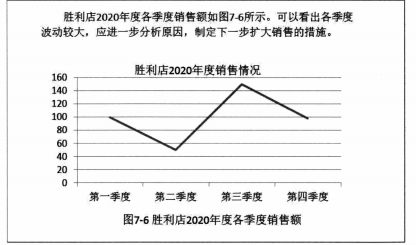 胜利店2020年度各季度销售额如图7-6所示。可以看出各季度
波动较大，应进一步分析原因，制定下一步扩大销售的措施。
胜利店2020年度销售情况
160
140
120
100
80
60
40
20
0
第一季度 第二季度 第三季度 第四季度
图7-6 胜利店2020年度各季度销售额